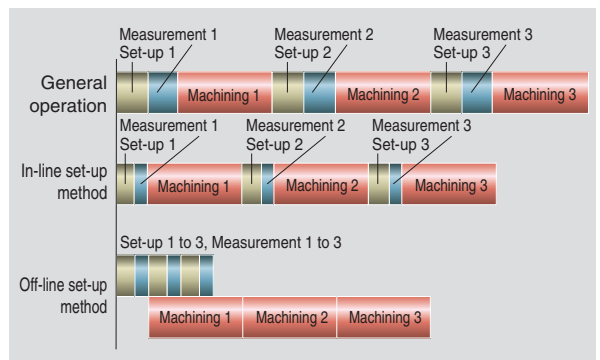 Measurement 1 Measurement 2 Measurement 3
Set-up 1 Set-up 2 Set-up 3
General
operation
Machining 1 Machining 2 Machining 3
Measurement 1 Measurement 2 Measurement 3
Set-up 1 Set-up 2 Set-up 3
In-line set-up
method
Machining 1 Machining 2 Machining 3
Set-up 1 to 3, Measurement 1 to 3
Off-line set-up
method
Machining 1 Machining 2 Machining 3